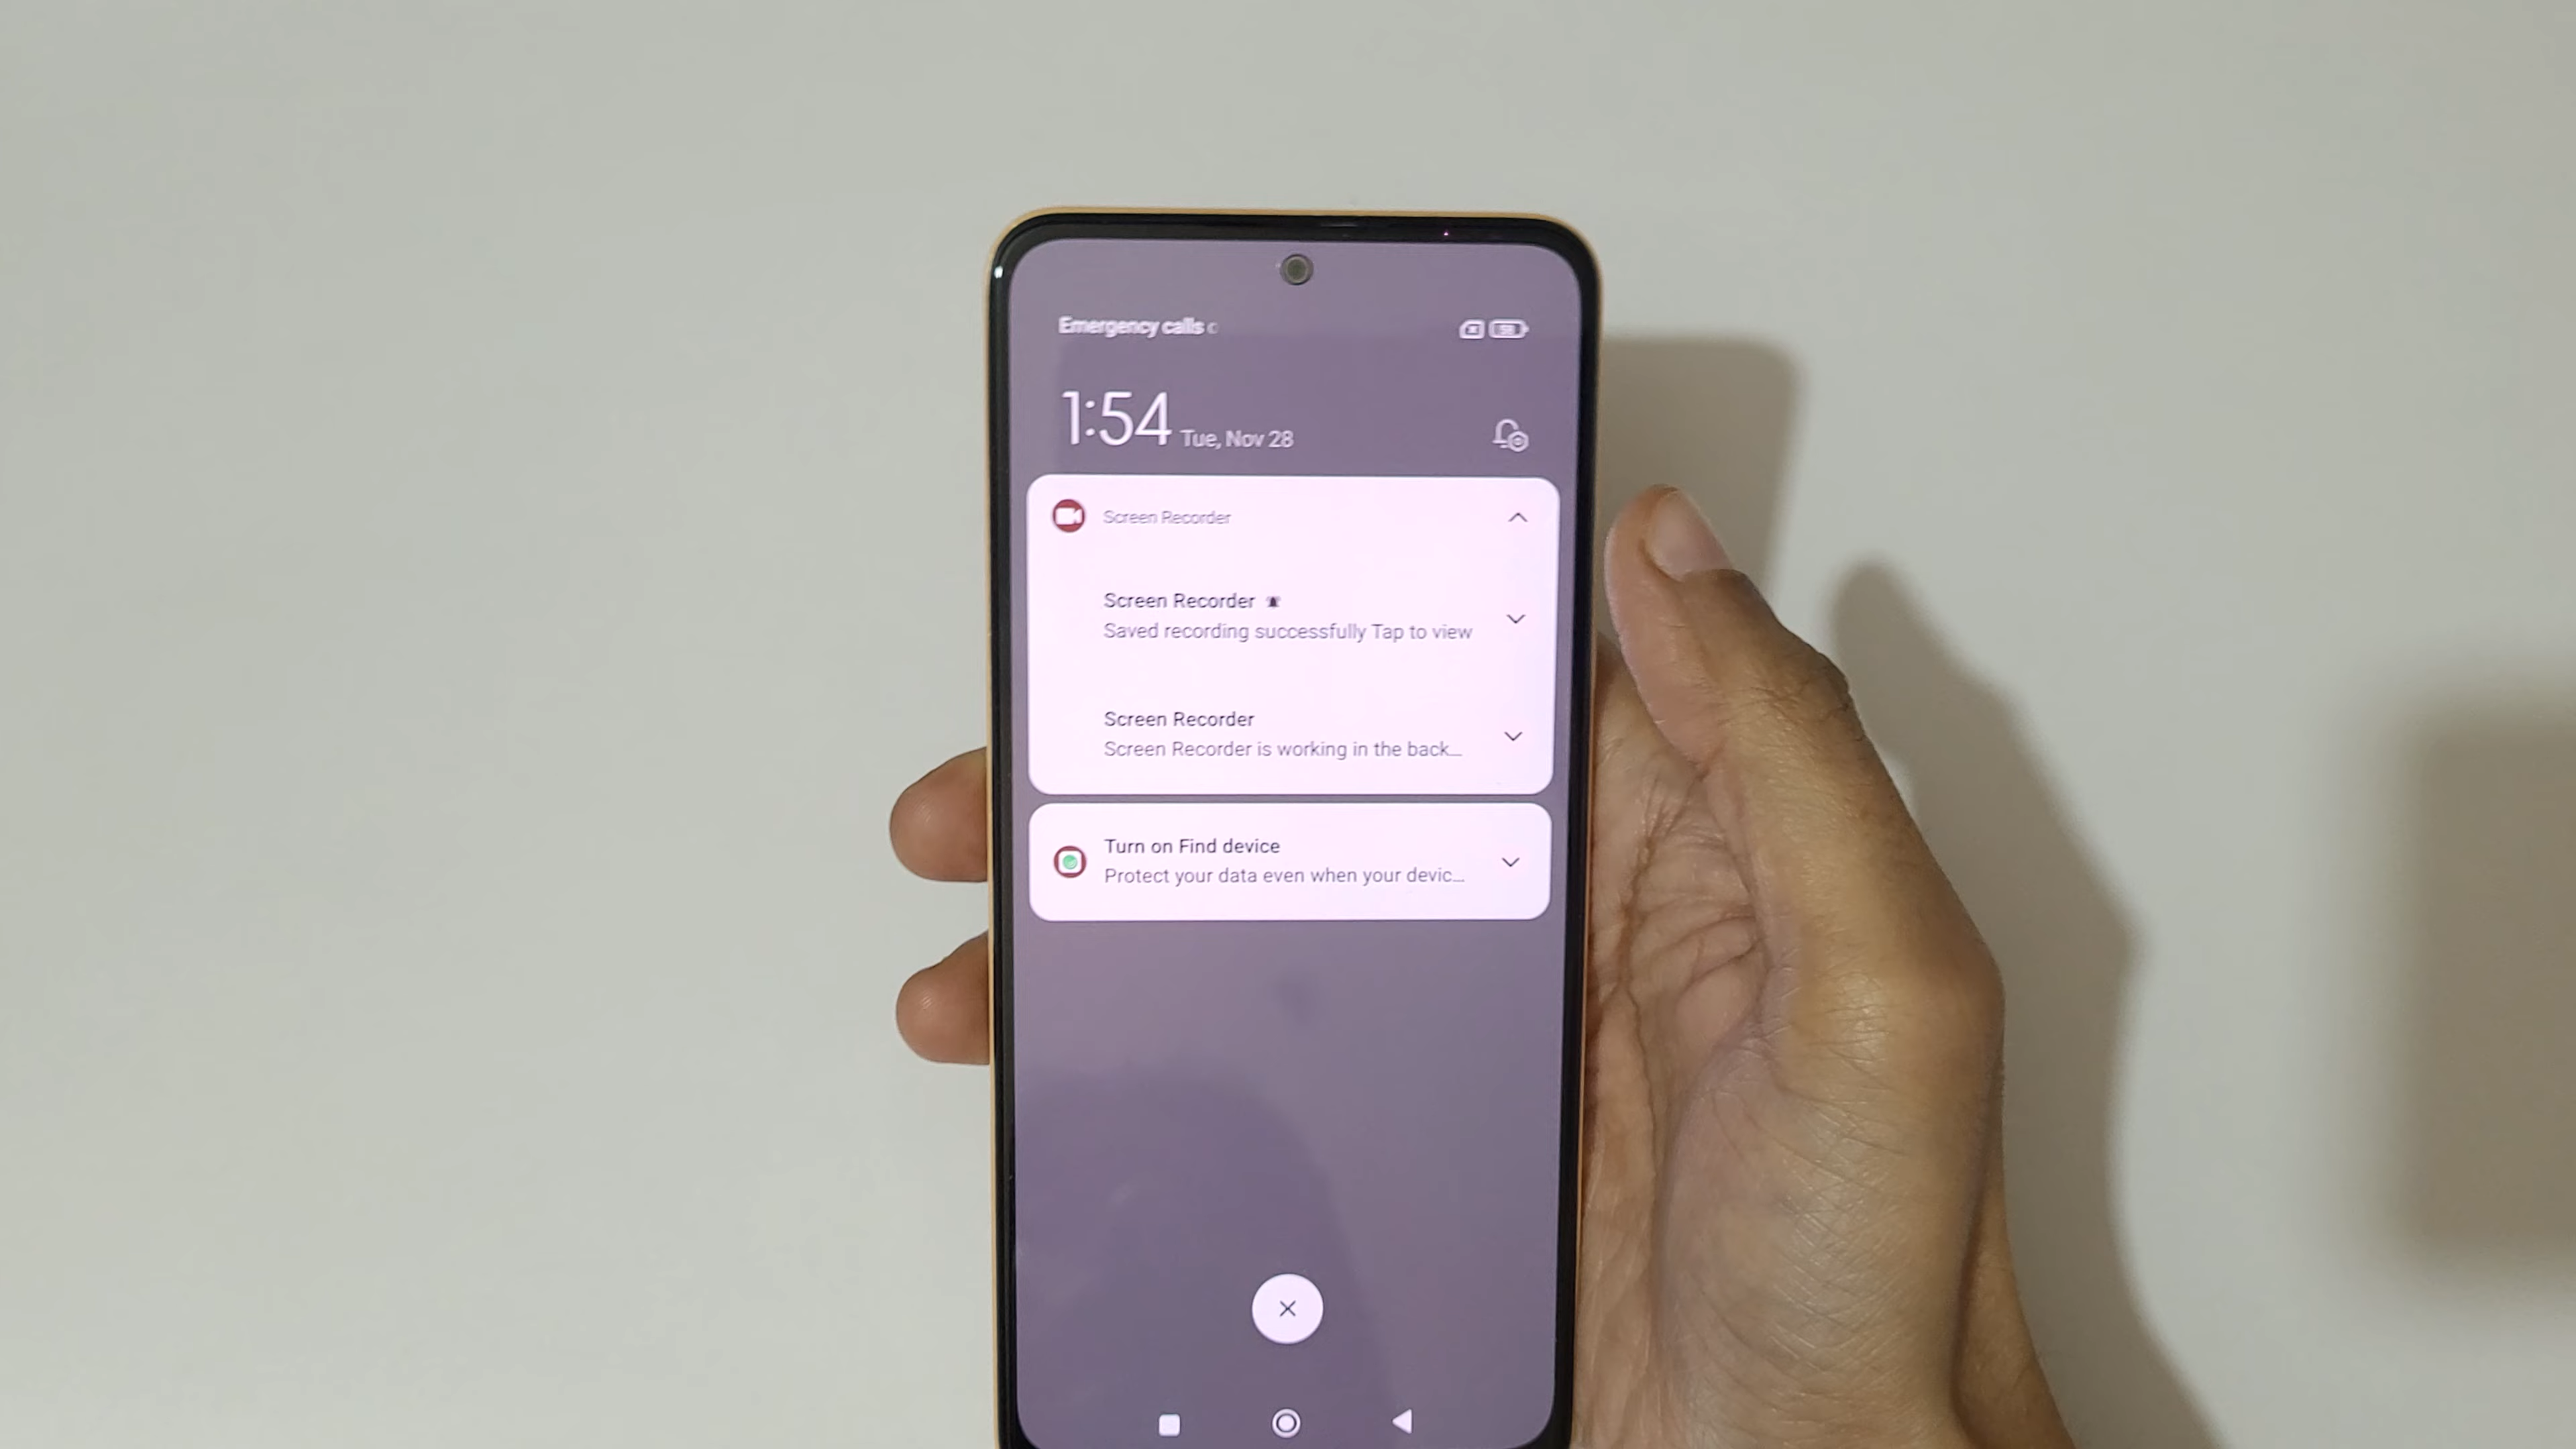 Emergency calls
1:54 Tue, Nov 28
Screen Recorder
Screen Recorder
Saved recording successfully Tap to view
Screen Recorder
Screen Recorder is working in the back...
Turn on Find device
Protect your data even when your devic...